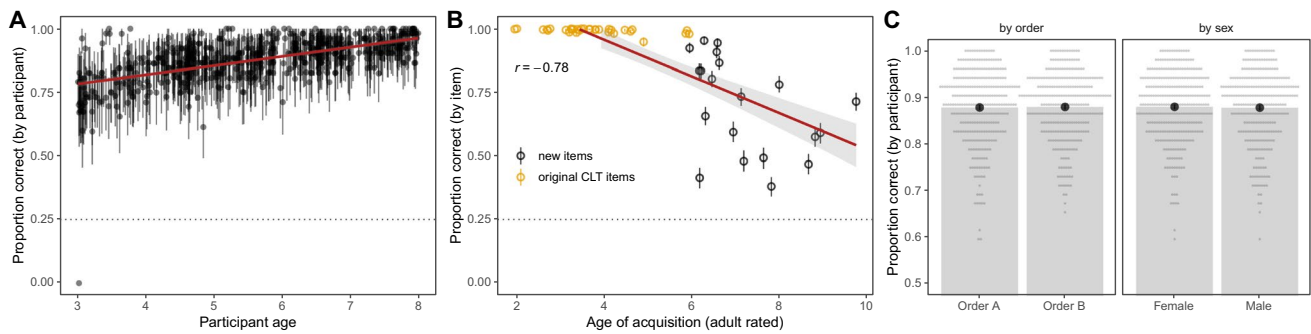 A
Proportion correct (by participant)
1.00
0.75
0.50
0.25
0.00
3
4
5
6
7
8
Participant age
B
Proportion correct (by item)
1.00
0.75
0.50
0.25
0.00
r = −0.78
new items
original CLT items
2
4
6
8
10
Age of acquisition (adult rated)
C
by order
by sex
Proportion correct (by participant)
1.0
0.9
0.8
0.7
0.6
0.5
Order A
Order B
Female
Male